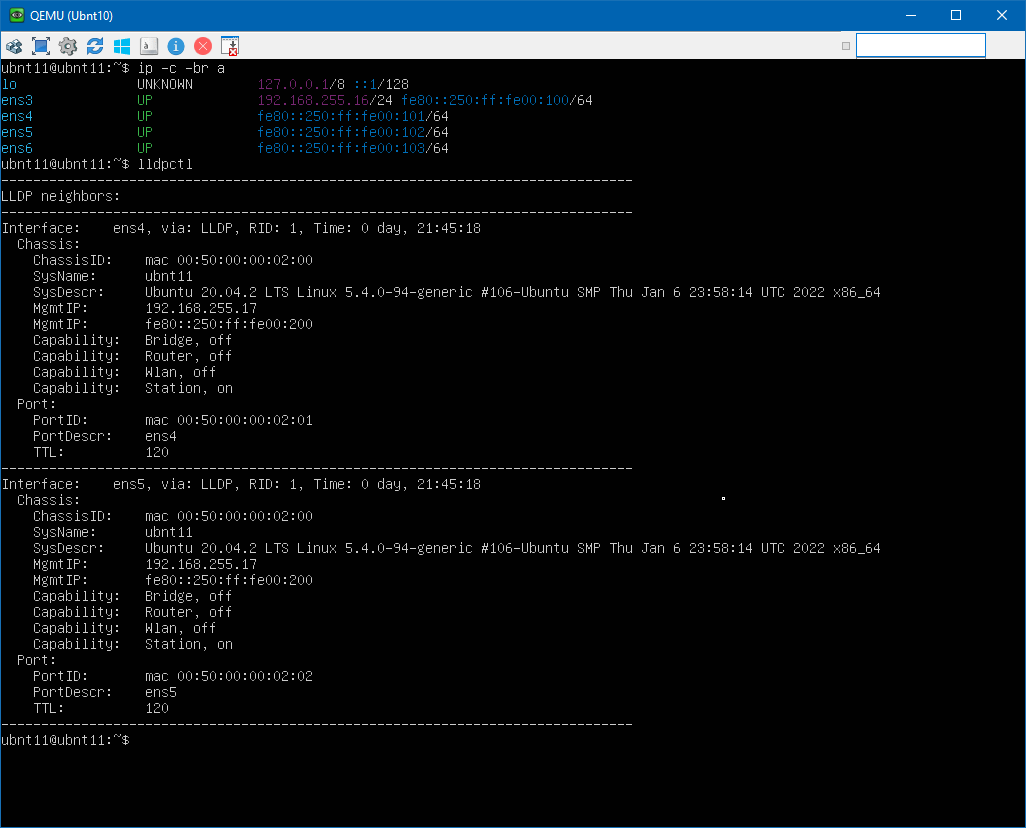 QEMU (Ubnt10)
ubnt11@ubnt11:~$ ip -c -br a
lo               UNKNOWN        127.0.0.1/8 ::1/128
ens3             UP             192.168.255.16/24 fe80::250:ff:fe00:100/64
ens4             UP             fe80::250:ff:fe00:101/64
ens5             UP             fe80::250:ff:fe00:102/64
ens6             UP             fe80::250:ff:fe00:103/64
ubnt11@ubnt11:~$ lldpctl
-------------------------------------------------------------------------------
LLDP neighbors:
-------------------------------------------------------------------------------
Interface:    ens4, via: LLDP, RID: 1, Time: 0 day, 21:45:18
  Chassis:
    ChassisID:    mac 00:50:00:00:02:00
    SysName:      ubnt11
    SysDescr:     Ubuntu 20.04.2 LTS Linux 5.4.0-94-generic #106-Ubuntu SMP Thu Jan 6 23:58:14 UTC 2022 x86_64
    MgmtIP:       192.168.255.17
    MgmtIP:       fe80::250:ff:fe00:200
    Capability:   Bridge, off
    Capability:   Router, off
    Capability:   Wlan, off
    Capability:   Station, on
  Port:
    PortID:       mac 00:50:00:00:02:01
    PortDescr:    ens4
    TTL:          120
-------------------------------------------------------------------------------
Interface:    ens5, via: LLDP, RID: 1, Time: 0 day, 21:45:18
  Chassis:
    ChassisID:    mac 00:50:00:00:02:00
    SysName:      ubnt11
    SysDescr:     Ubuntu 20.04.2 LTS Linux 5.4.0-94-generic #106-Ubuntu SMP Thu Jan 6 23:58:14 UTC 2022 x86_64
    MgmtIP:       192.168.255.17
    MgmtIP:       fe80::250:ff:fe00:200
    Capability:   Bridge, off
    Capability:   Router, off
    Capability:   Wlan, off
    Capability:   Station, on
  Port:
    PortID:       mac 00:50:00:00:02:02
    PortDescr:    ens5
    TTL:          120
-------------------------------------------------------------------------------
ubnt11@ubnt11:~$